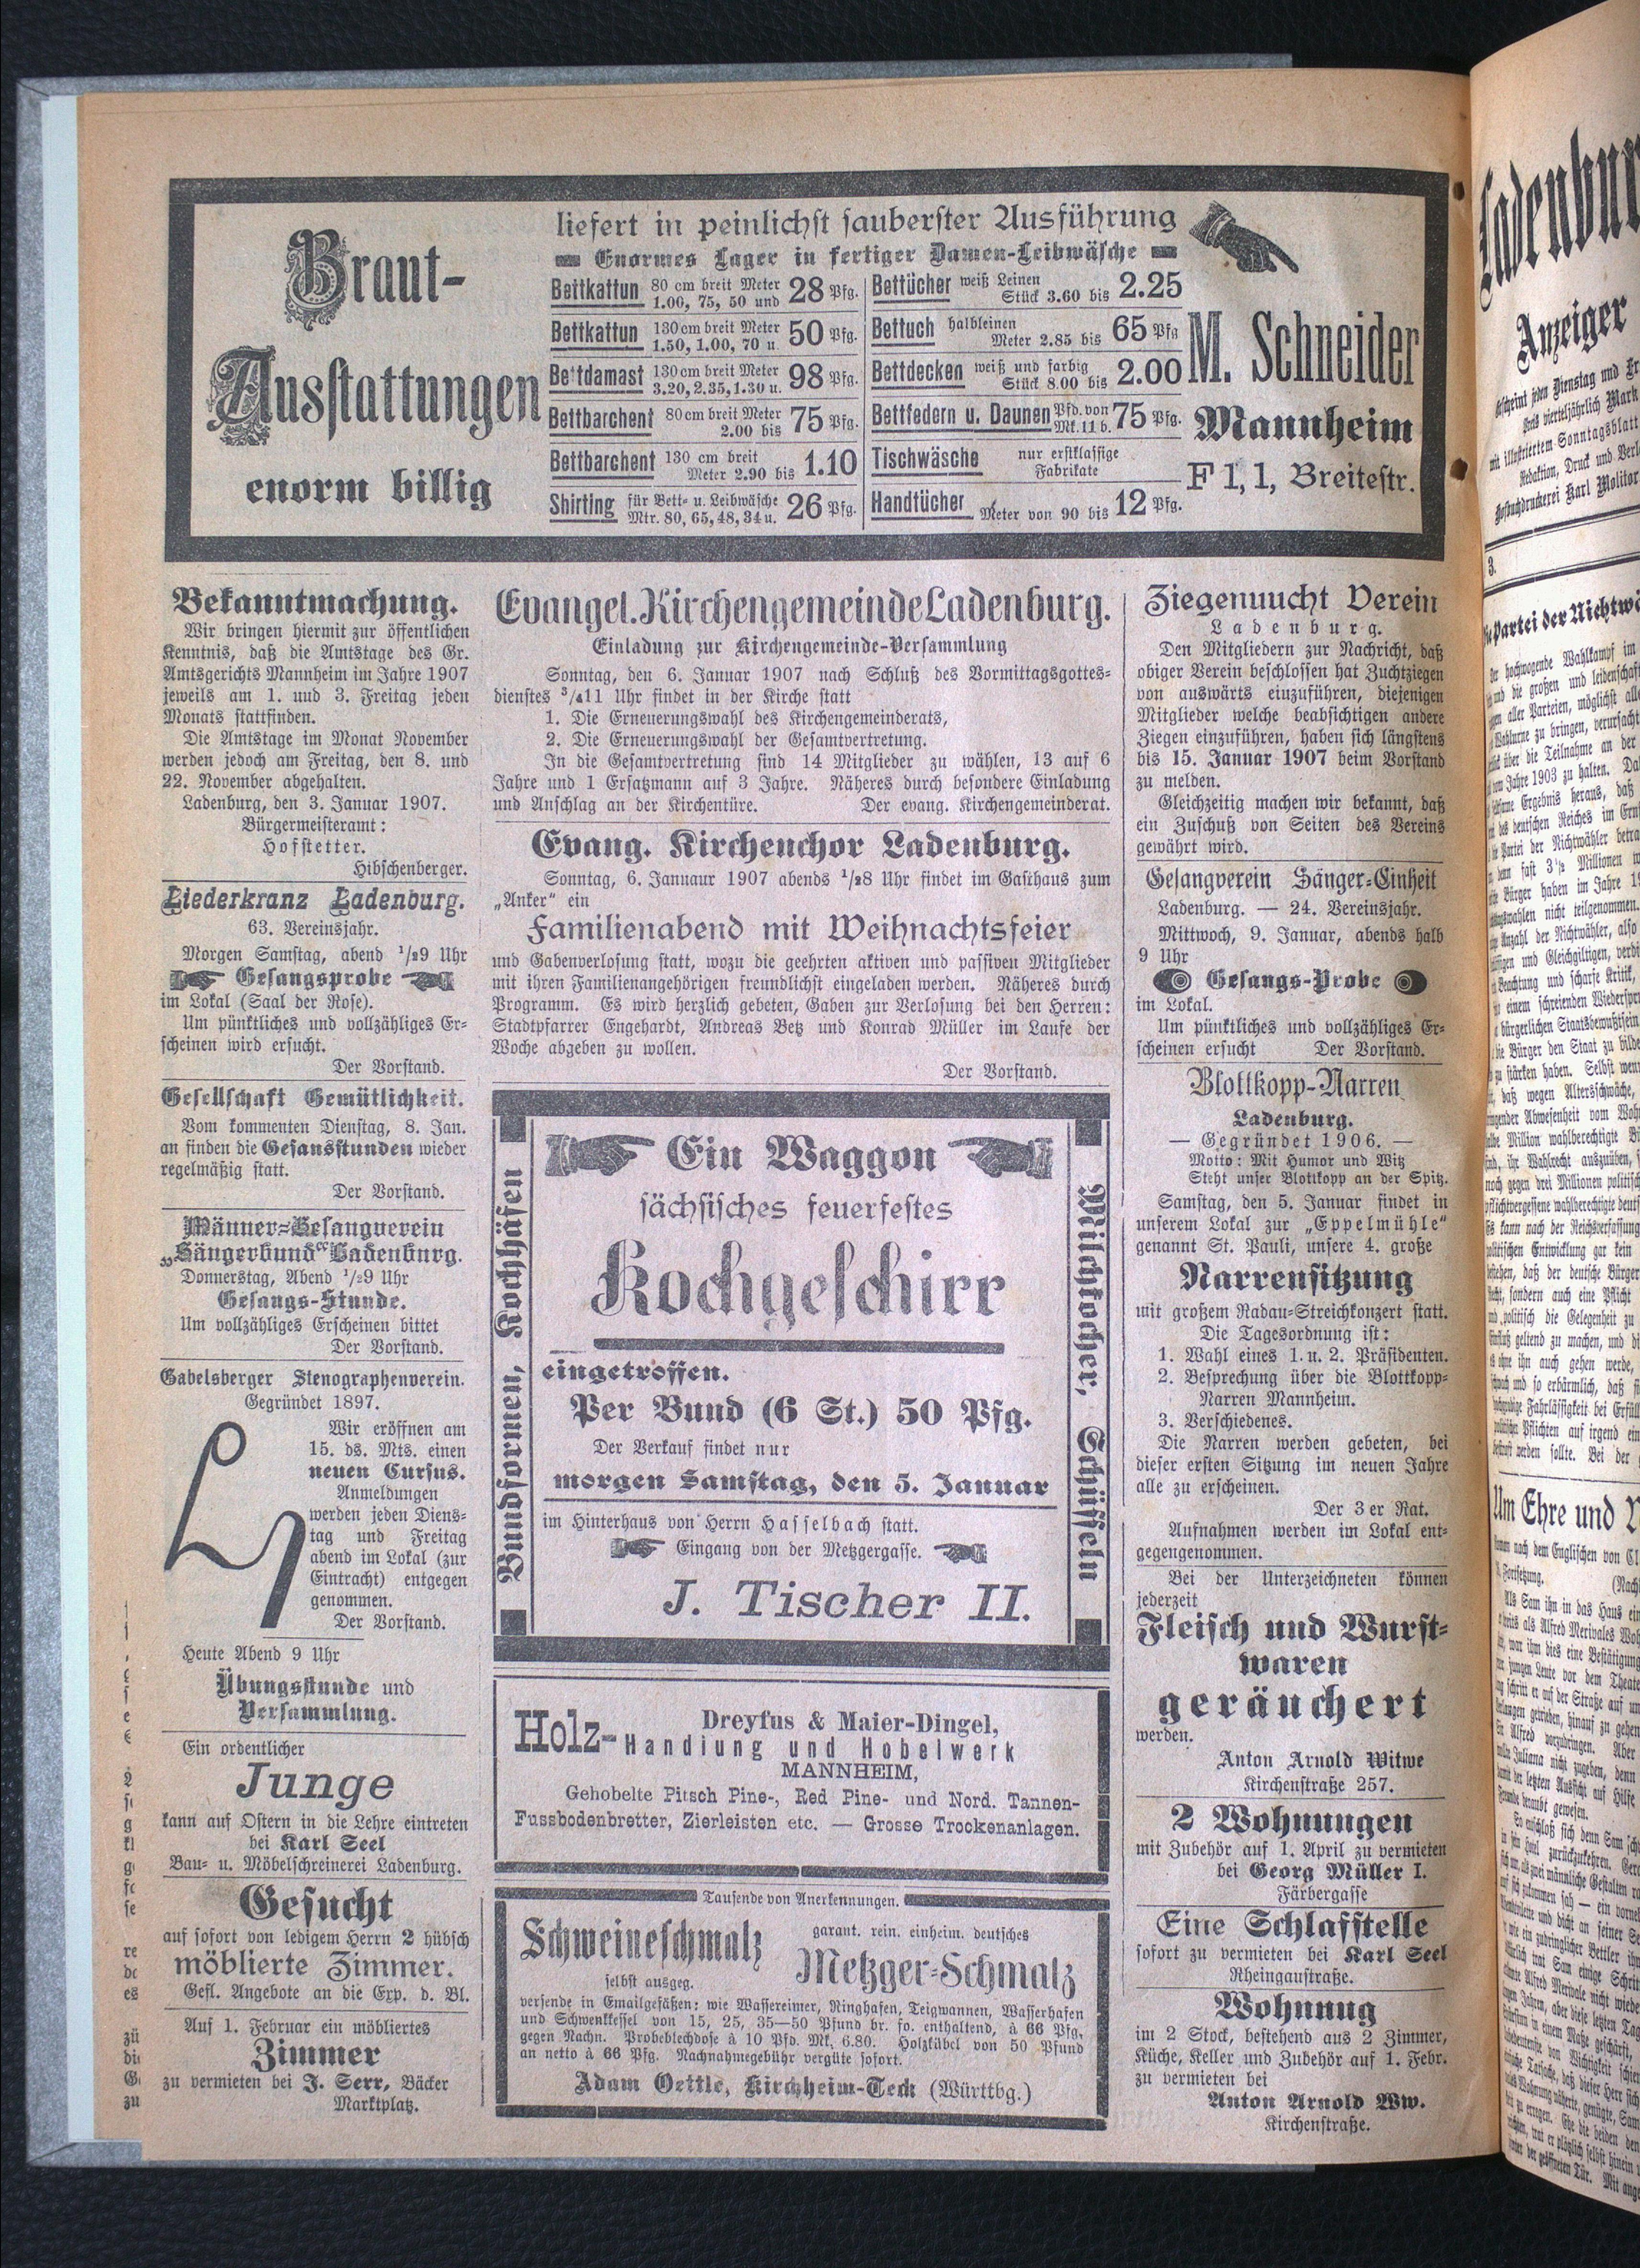 Braut-
Ausstattungen
enorm billig
liefert in peinlichst sauberster Ausführung
Enormes Lager in fertiger Damen-Leibwäsche
Bettkattun 80 cm breit Meter 1.00, 75, 50 und 28 Pfg.
Bettkattun 130 cm breit Meter 1.50, 1.00, 70 u. 50 Pfg.
Bettdamast 130 cm breit Meter 3.20, 2.35, 1.30 u. 98 Pfg.
Bettbarchent 80 cm breit Meter 2.00 bis 75 Pfg.
Bettbarchent 130 cm breit Meter 2.90 bis 1.10
Shirting für Bett- u. Leibwäsche Mtr. 80, 65, 48, 34 u. 26 Pfg.
Bettücher weiß Leinen Stück 3.60 bis 2.25
Bettuch halbleinen Meter 2.85 bis 65 Pfg
Bettdecken weiß und farbig Stück 8.00 bis 2.00
Bettfedern u. Daunen Pfd. von Mk. 11 b. 75 Pfg.
Tischwäsche nur erstklassige Fabrikate
Handtücher Meter von 90 bis 12 Pfg.
M. Schneider
Mannheim
F 1, 1, Breitestr.
Bekanntmachung.
Wir bringen hiermit zur öffentlichen
Kenntnis, daß die Amtstage des Gr.
Amtsgerichts Mannheim im Jahre 1907
jeweils am 1. und 3. Freitag jeden
Monats stattfinden.
Die Amtstage im Monat November
werden jedoch am Freitag, den 8. und
22. November abgehalten.
Ladenburg, den 3. Januar 1907.
Bürgermeisteramt:
Hofstetter.
Hibschenberger.
Liederkranz Ladenburg.
63. Vereinsjahr.
Morgen Samstag, abend 1/29 Uhr
Gesangsprobe
im Lokal (Saal der Rose).
Um pünktliches und vollzähliges Er-
scheinen wird ersucht.
Der Vorstand.
Gesellschaft Gemütlichkeit.
Vom kommenten Dienstag, 8. Jan.
an finden die Gesansstunden wieder
regelmäßig statt.
Der Vorstand.
Männer-Gesangverein
„Sängerbund“ Ladenburg.
Donnerstag, Abend 1/29 Uhr
Gesangs-Stunde.
Um vollzähliges Erscheinen bittet
Der Vorstand.
Gabelsberger Stenographenverein.
Gegründet 1897.
Wir eröffnen am
15. ds. Mts. einen
neuen Cursus.
Anmeldungen
werden jeden Diens-
tag und Freitag
abend im Lokal (zur
Eintracht) entgegen
genommen.
Der Vorstand.
Heute Abend 9 Uhr
Übungsstunde und
Versammlung.
Ein ordentlicher
Junge
kann auf Ostern in die Lehre eintreten
bei Karl Seel
Bau- u. Möbelschreinerei Ladenburg.
Gesucht
auf sofort von ledigem Herrn 2 hübsch
möblierte Zimmer.
Gefl. Angebote an die Exp. d. Bl.
Auf 1. Februar ein möbliertes
Zimmer
zu vermieten bei J. Serr, Bäcker
Marktplatz.
Evangel. Kirchengemeinde Ladenburg.
Einladung zur Kirchengemeinde-Versammlung
Sonntag, den 6. Januar 1907 nach Schluß des Vormittagsgottes-
dienstes 3/411 Uhr findet in der Kirche statt
1. Die Erneuerungswahl des Kirchengemeinderats,
2. Die Erneuerungswahl der Gesamtvertretung.
In die Gesamtvertretung sind 14 Mitglieder zu wählen, 13 auf 6
Jahre und 1 Ersatzmann auf 3 Jahre. Näheres durch besondere Einladung
und Anschlag an der Kirchentüre. Der evang. Kirchengemeinderat.
Evang. Kirchenchor Ladenburg.
Sonntag, 6. Januaur 1907 abends 1/28 Uhr findet im Gasthaus zum
„Anker“ ein
Familienabend mit Weihnachtsfeier
und Gabenverlosung statt, wozu die geehrten aktiven und passiven Mitglieder
mit ihren Familienangehörigen freundlichst eingeladen werden. Näheres durch
Programm. Es wird herzlich gebeten, Gaben zur Verlosung bei den Herren:
Stadtpfarrer Engehardt, Andreas Betz und Konrad Müller im Laufe der
Woche abgeben zu wollen.
Der Vorstand.
Bundformen, Kochhäfen
Ein Waggon
sächsisches feuerfestes
Kochgeschirr
eingetroffen.
Per Bund (6 St.) 50 Pfg.
Der Verkauf findet nur
morgen Samstag, den 5. Januar
im Hinterhaus von Herrn Hasselbach statt.
Eingang von der Metzgergasse.
J. Tischer II.
Milchtöcher, Schüsseln
Dreyfus & Maier-Dingel,
Holz-Handlung und Hobelwerk
MANNHEIM,
Gehobelte Pitsch Pine-, Red Pine- und Nord. Tannen-
Fussbodenbretter, Zierleisten etc. — Grosse Trockenanlagen.
Tausende von Anerkennungen.
Schweineschmalz garant. rein. einheim. deutsches
selbst ausgeg. Metzger-Schmalz
versende in Emailgefäßen: wie Wassereimer, Ringhafen, Teigwannen, Wasserhafen
und Schwenkkessel von 15, 25, 35—50 Pfund br. fo. enthaltend, à 66 Pfg.
gegen Nachn. Probeblechdose à 10 Pfd. Mk. 6.80. Holzkübel von 50 Pfund
an netto à 66 Pfg. Nachnahmegebühr vergüte sofort.
Adam Oettle, Kirchheim-Teck (Württbg.)
Ziegenuucht Verein
Ladenburg.
Den Mitgliedern zur Nachricht, daß
obiger Verein beschlossen hat Zuchtziegen
von auswärts einzuführen, diejenigen
Mitglieder welche beabsichtigen andere
Ziegen einzuführen, haben sich längstens
bis 15. Januar 1907 beim Vorstand
zu melden.
Gleichzeitig machen wir bekannt, daß
ein Zuschuß von Seiten des Vereins
gewährt wird.
Gesangverein Sänger-Einheit
Ladenburg. — 24. Vereinsjahr.
Mittwoch, 9. Januar, abends halb
9 Uhr
Gesangs-Probe
im Lokal.
Um pünktliches und vollzähliges Er-
scheinen ersucht Der Vorstand.
Blottkopp-Narren
Ladenburg.
— Gegründet 1906. —
Motto: Mit Humor und Witz
Steht unser Blottkopp an der Spitz.
Samstag, den 5. Januar findet in
unserem Lokal zur „Eppelmühle“
genannt St. Pauli, unsere 4. große
Narrensitzung
mit großem Radau-Streichkonzert statt.
Die Tagesordnung ist:
1. Wahl eines 1. u. 2. Präsidenten.
2. Besprechung über die Blottkopp-
Narren Mannheim.
3. Verschiedenes.
Die Narren werden gebeten, bei
dieser ersten Sitzung im neuen Jahre
alle zu erscheinen.
Der 3 er Rat.
Aufnahmen werden im Lokal ent-
gegengenommen.
Bei der Unterzeichneten können
jederzeit
Fleisch und Wurst-
waren
geräuchert
werden.
Anton Arnold Witwe
Kirchenstraße 257.
2 Wohnungen
mit Zubehör auf 1. April zu vermieten
bei Georg Müller I.
Färbergasse
Eine Schlafstelle
sofort zu vermieten bei Karl Seel
Rheingaustraße.
Wohnnug
im 2 Stock, bestehend aus 2 Zimmer,
Küche, Keller und Zubehör auf 1. Febr.
zu vermieten bei
Anton Arnold Ww.
Kirchenstraße.
Anzeiger
Um Ehre und